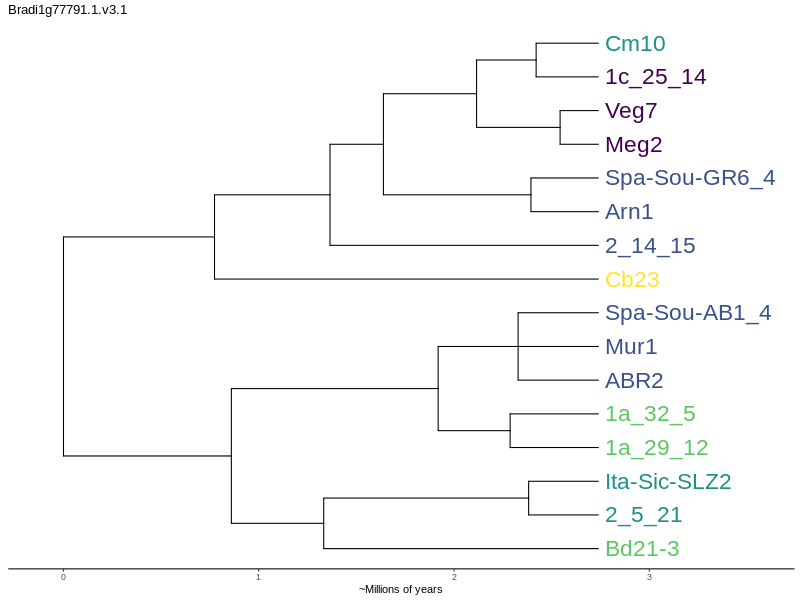 Bradi1g77791.1.v3.1
Cm10
1c_25_14
Veg7
Meg2
Spa-Sou-GR6_4
Arn1
2_14_15
Cb23
Spa-Sou-AB1_4
Mur1
ABR2
1a_32_5
1a_29_12
Ita-Sic-SLZ2
2_5_21
Bd21-3
0 1 2 3
~Millions of years